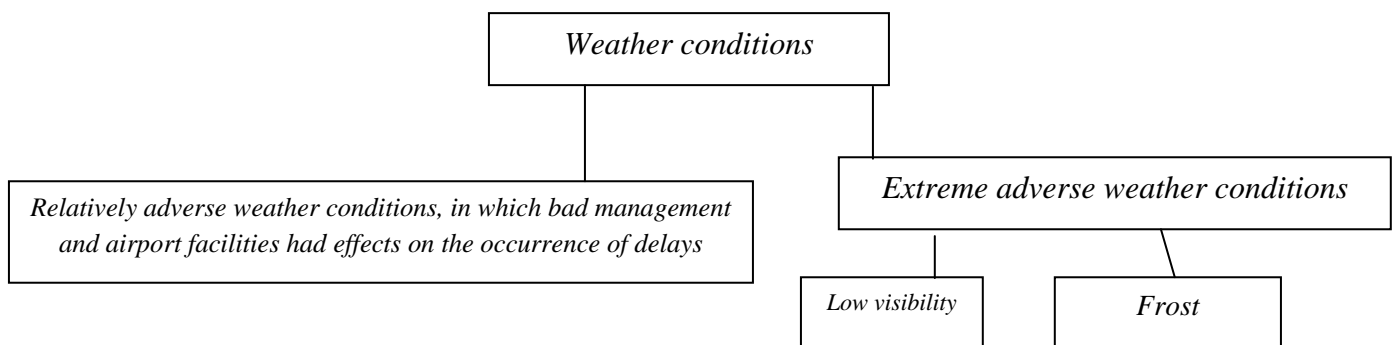 Weather conditions
Relatively adverse weather conditions, in which bad management
and airport facilities had effects on the occurrence of delays
Extreme adverse weather conditions
Low visibility
Frost